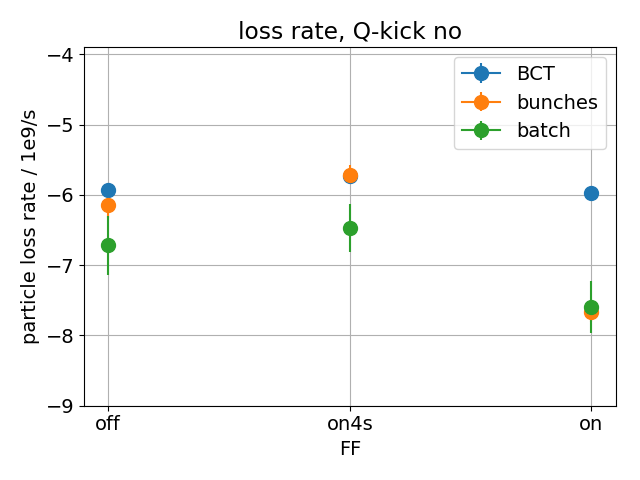 loss rate, Q-kick no
−4
−5
−6
−7
−8
−9
particle loss rate / 1e9/s
BCT
bunches
batch
off
on4s
on
FF